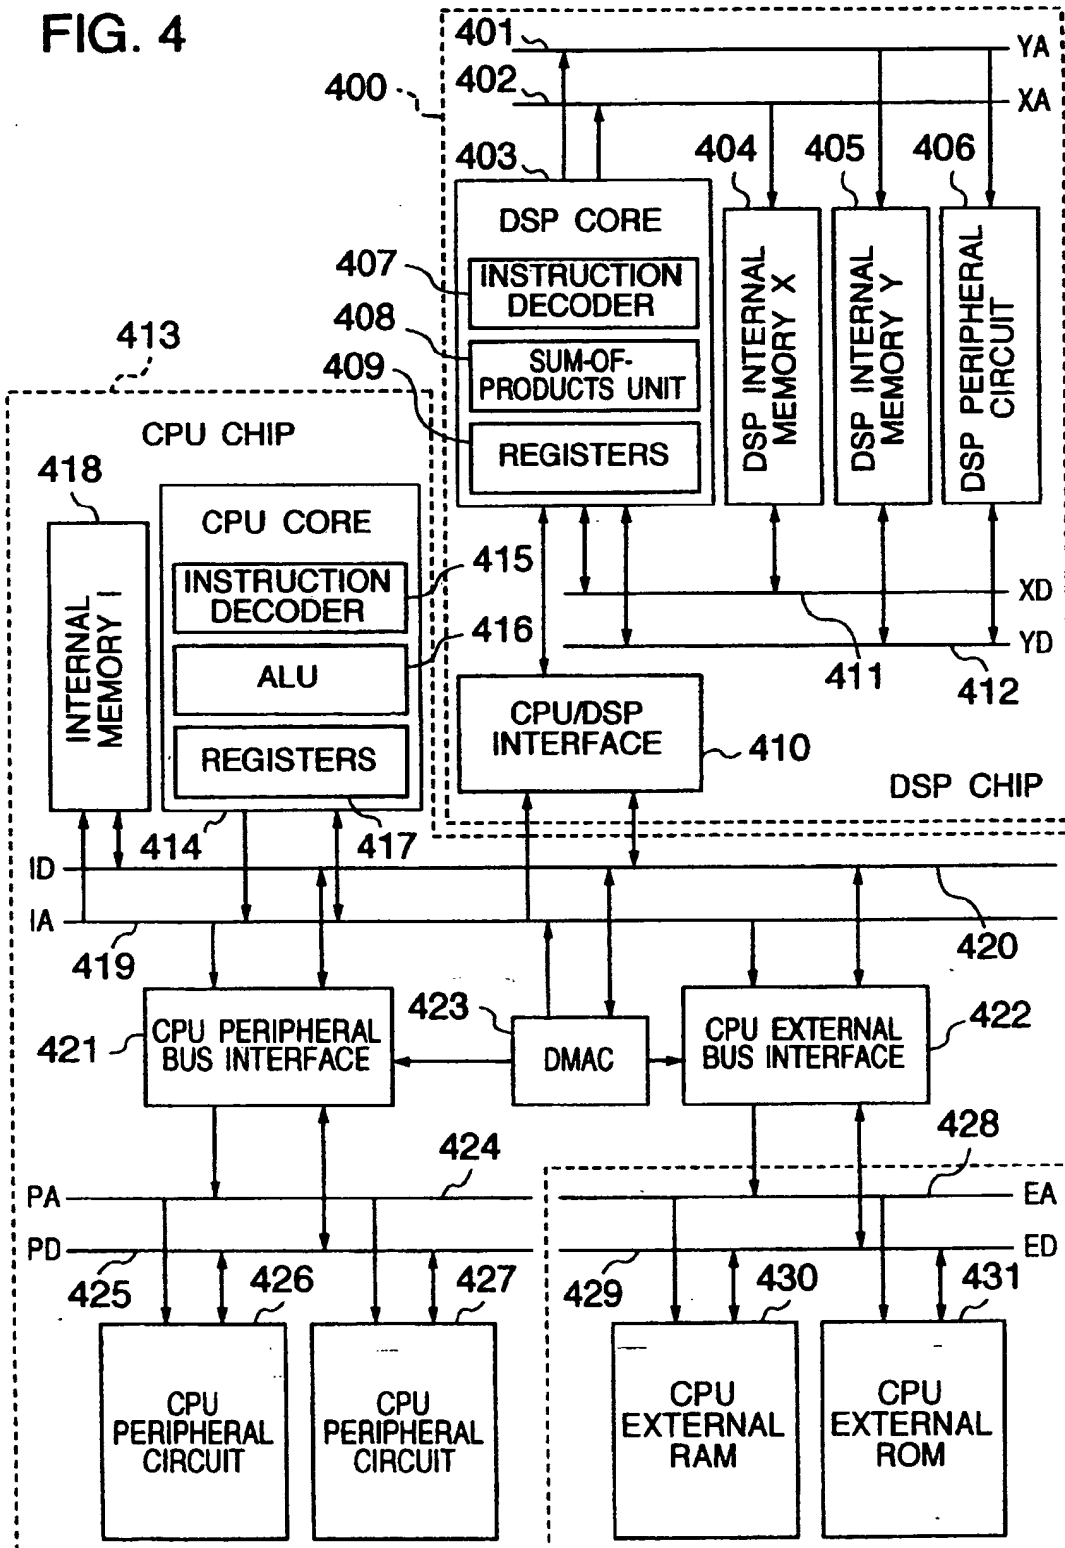 FIG. 4
401
YA
400
402
XA
403
404
405
406
DSP CORE
407
INSTRUCTION
DECODER
408
SUM-OF-
PRODUCTS UNIT
409
REGISTERS
DSP INTERNAL
MEMORY X
DSP INTERNAL
MEMORY Y
DSP PERIPHERAL
CIRCUIT
413
CPU CHIP
418
INTERNAL
MEMORY I
CPU CORE
INSTRUCTION
DECODER
415
ALU
416
REGISTERS
414
417
XD
YD
411
412
CPU/DSP
INTERFACE
410
DSP CHIP
ID
IA
419
420
421
CPU PERIPHERAL
BUS INTERFACE
423
DMAC
CPU EXTERNAL
BUS INTERFACE
422
424
428
PA
EA
PD
ED
425
426
427
429
430
431
CPU
PERIPHERAL
CIRCUIT
CPU
PERIPHERAL
CIRCUIT
CPU
EXTERNAL
RAM
CPU
EXTERNAL
ROM